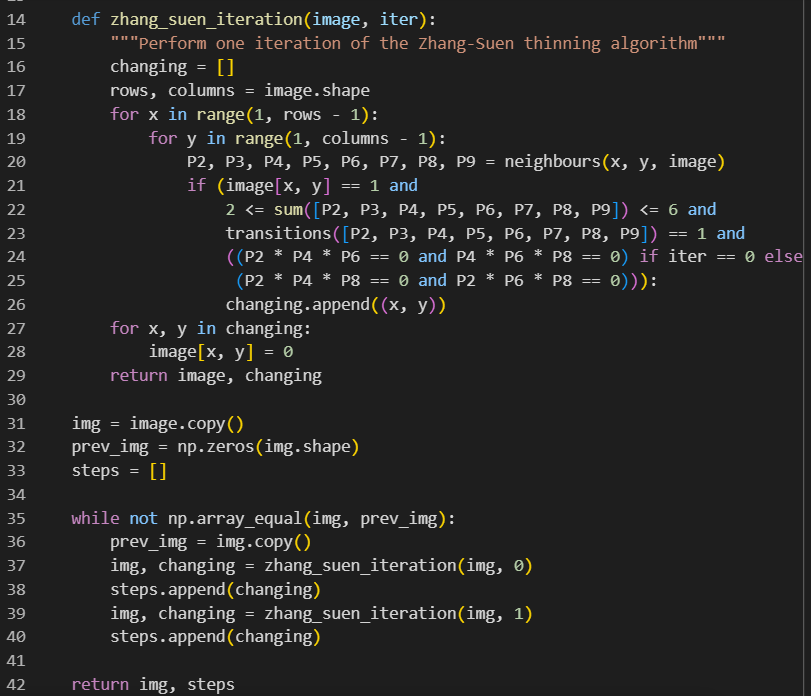 14 def zhang_suen_iteration(image, iter):
15 """Perform one iteration of the Zhang-Suen thinning algorithm"""
16 changing = []
17 rows, columns = image.shape
18 for x in range(1, rows - 1):
19 for y in range(1, columns - 1):
20 P2, P3, P4, P5, P6, P7, P8, P9 = neighbours(x, y, image)
21 if (image[x, y] == 1 and
22 2 <= sum([P2, P3, P4, P5, P6, P7, P8, P9]) <= 6 and
23 transitions([P2, P3, P4, P5, P6, P7, P8, P9]) == 1 and
24 ((P2 * P4 * P6 == 0 and P4 * P6 * P8 == 0) if iter == 0 else
25 (P2 * P4 * P8 == 0 and P2 * P6 * P8 == 0))):
26 changing.append((x, y))
27 for x, y in changing:
28 image[x, y] = 0
29 return image, changing
30
31 img = image.copy()
32 prev_img = np.zeros(img.shape)
33 steps = []
34
35 while not np.array_equal(img, prev_img):
36 prev_img = img.copy()
37 img, changing = zhang_suen_iteration(img, 0)
38 steps.append(changing)
39 img, changing = zhang_suen_iteration(img, 1)
40 steps.append(changing)
41
42 return img, steps